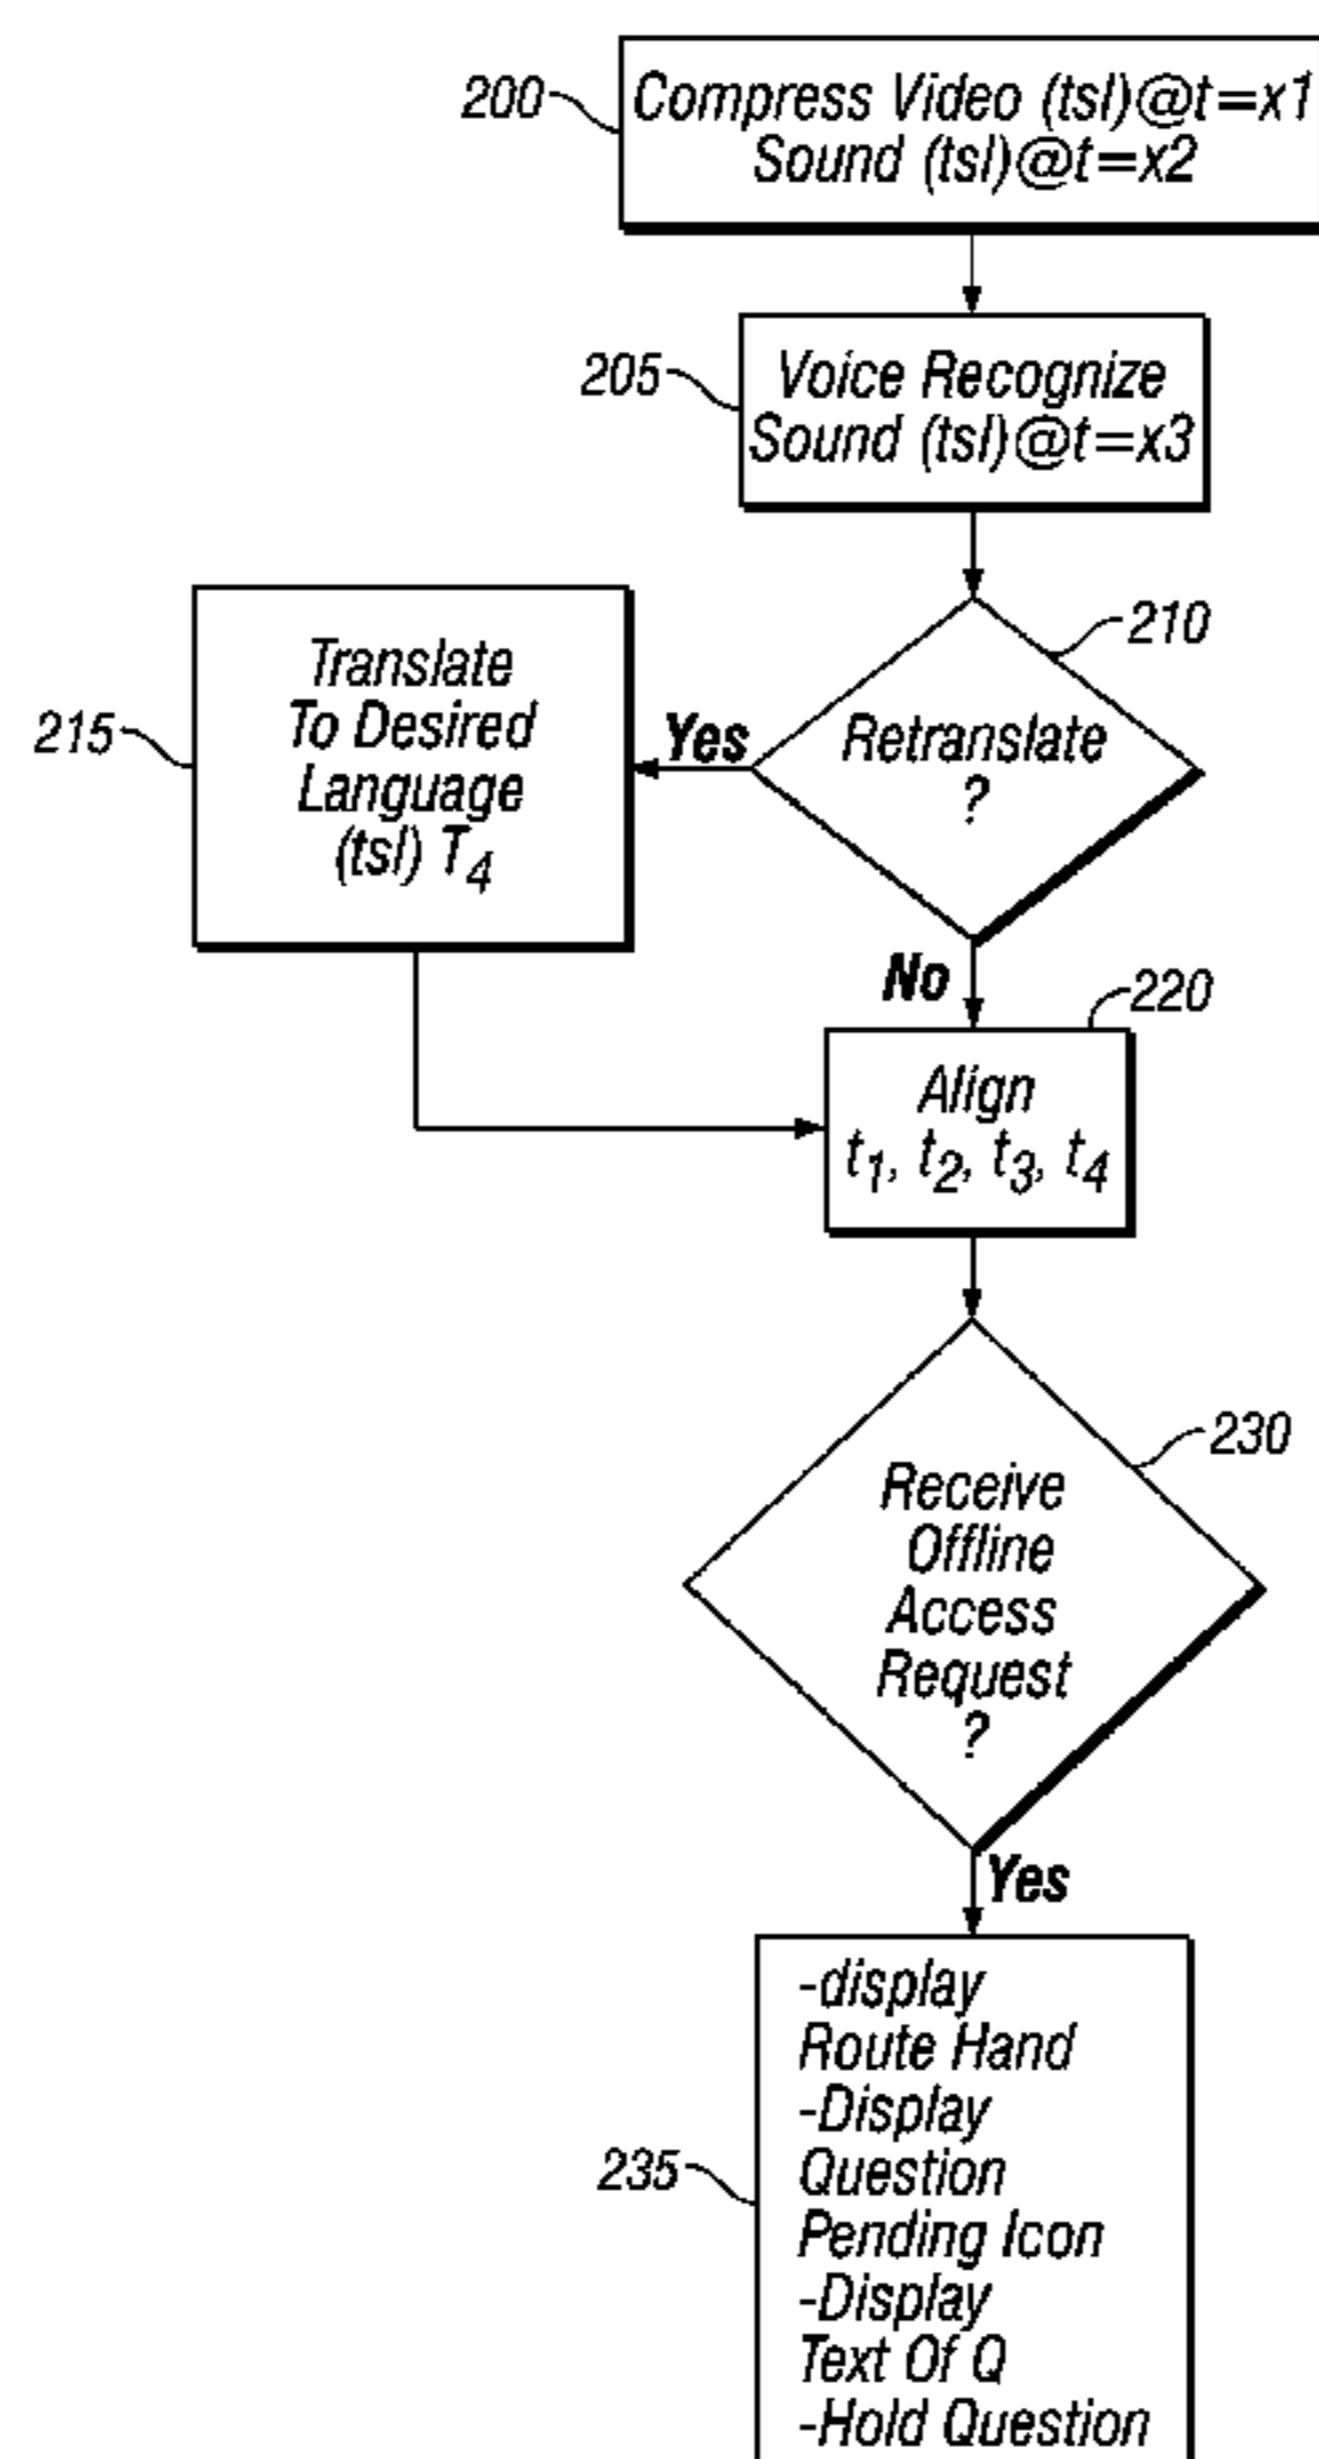 200
Compress Video (tsl)@t=x1
Sound (tsl)@t=x2
205
Voice Recognize
Sound (tsl)@t=x3
210
Retranslate
?
Yes
215
Translate
To Desired
Language
(tsl) T4
No
220
Align
t1, t2, t3, t4
230
Receive
Offline
Access
Request
?
Yes
235
-display
Route Hand
-Display
Question
Pending Icon
-Display
Text Of Q
-Hold Question